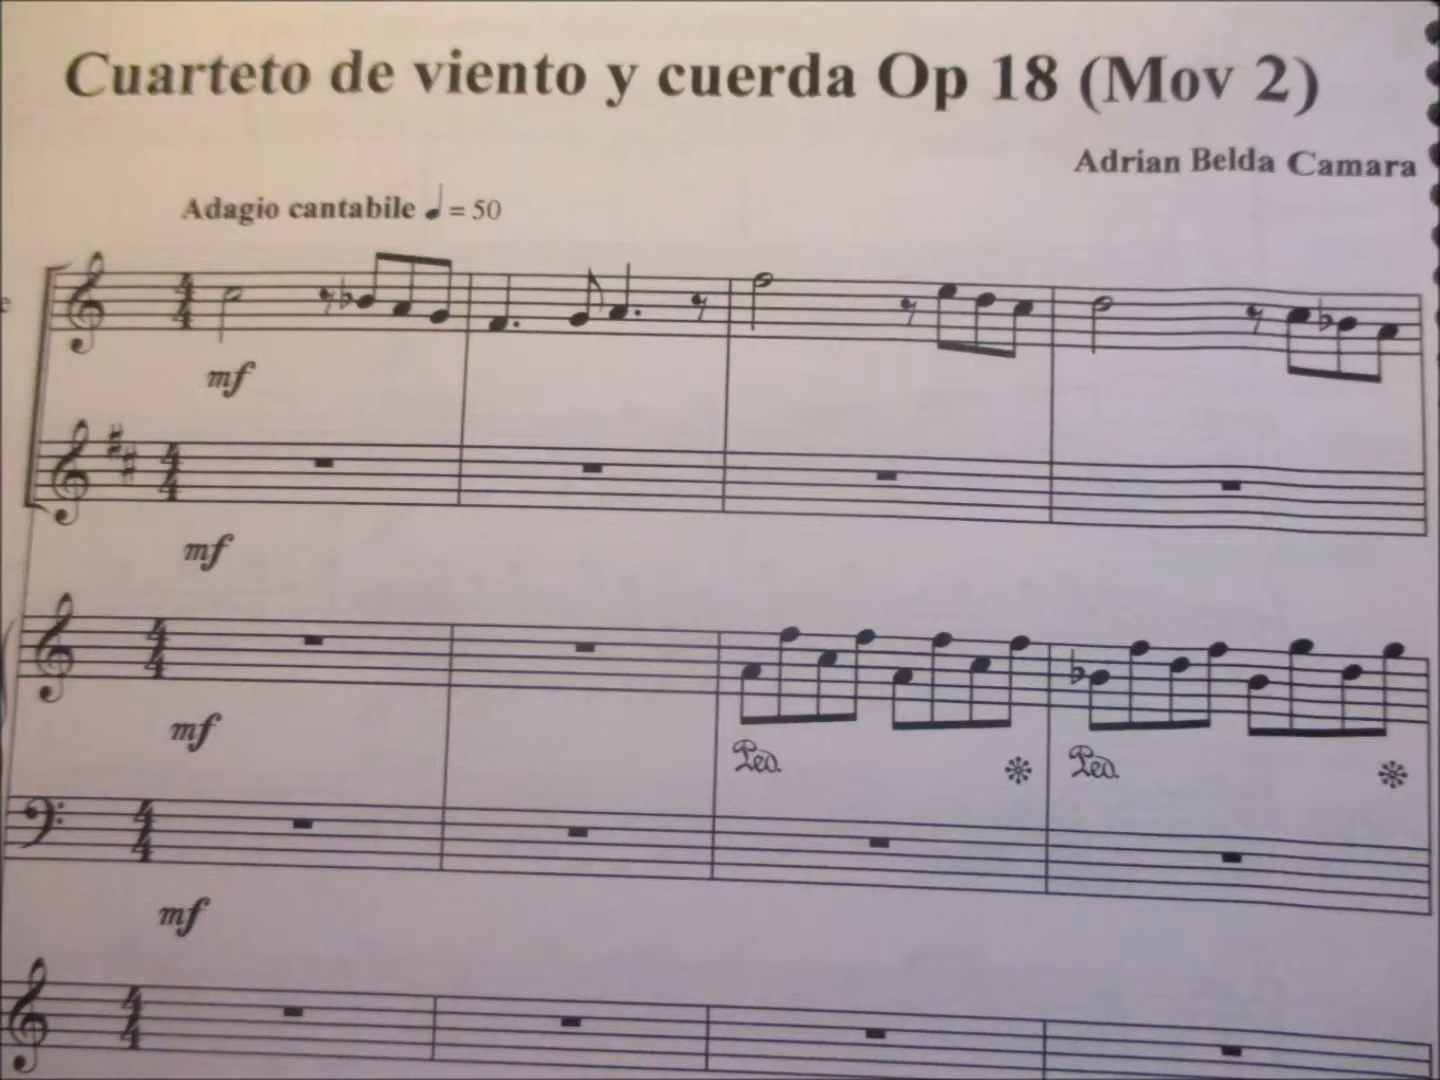 Cuarteto de viento y cuerda Op 18 (Mov 2)
Adrian Belda Camara
Adagio cantabile ♩ = 50
e
mf
mf
mf
Ped. Ped.
mf